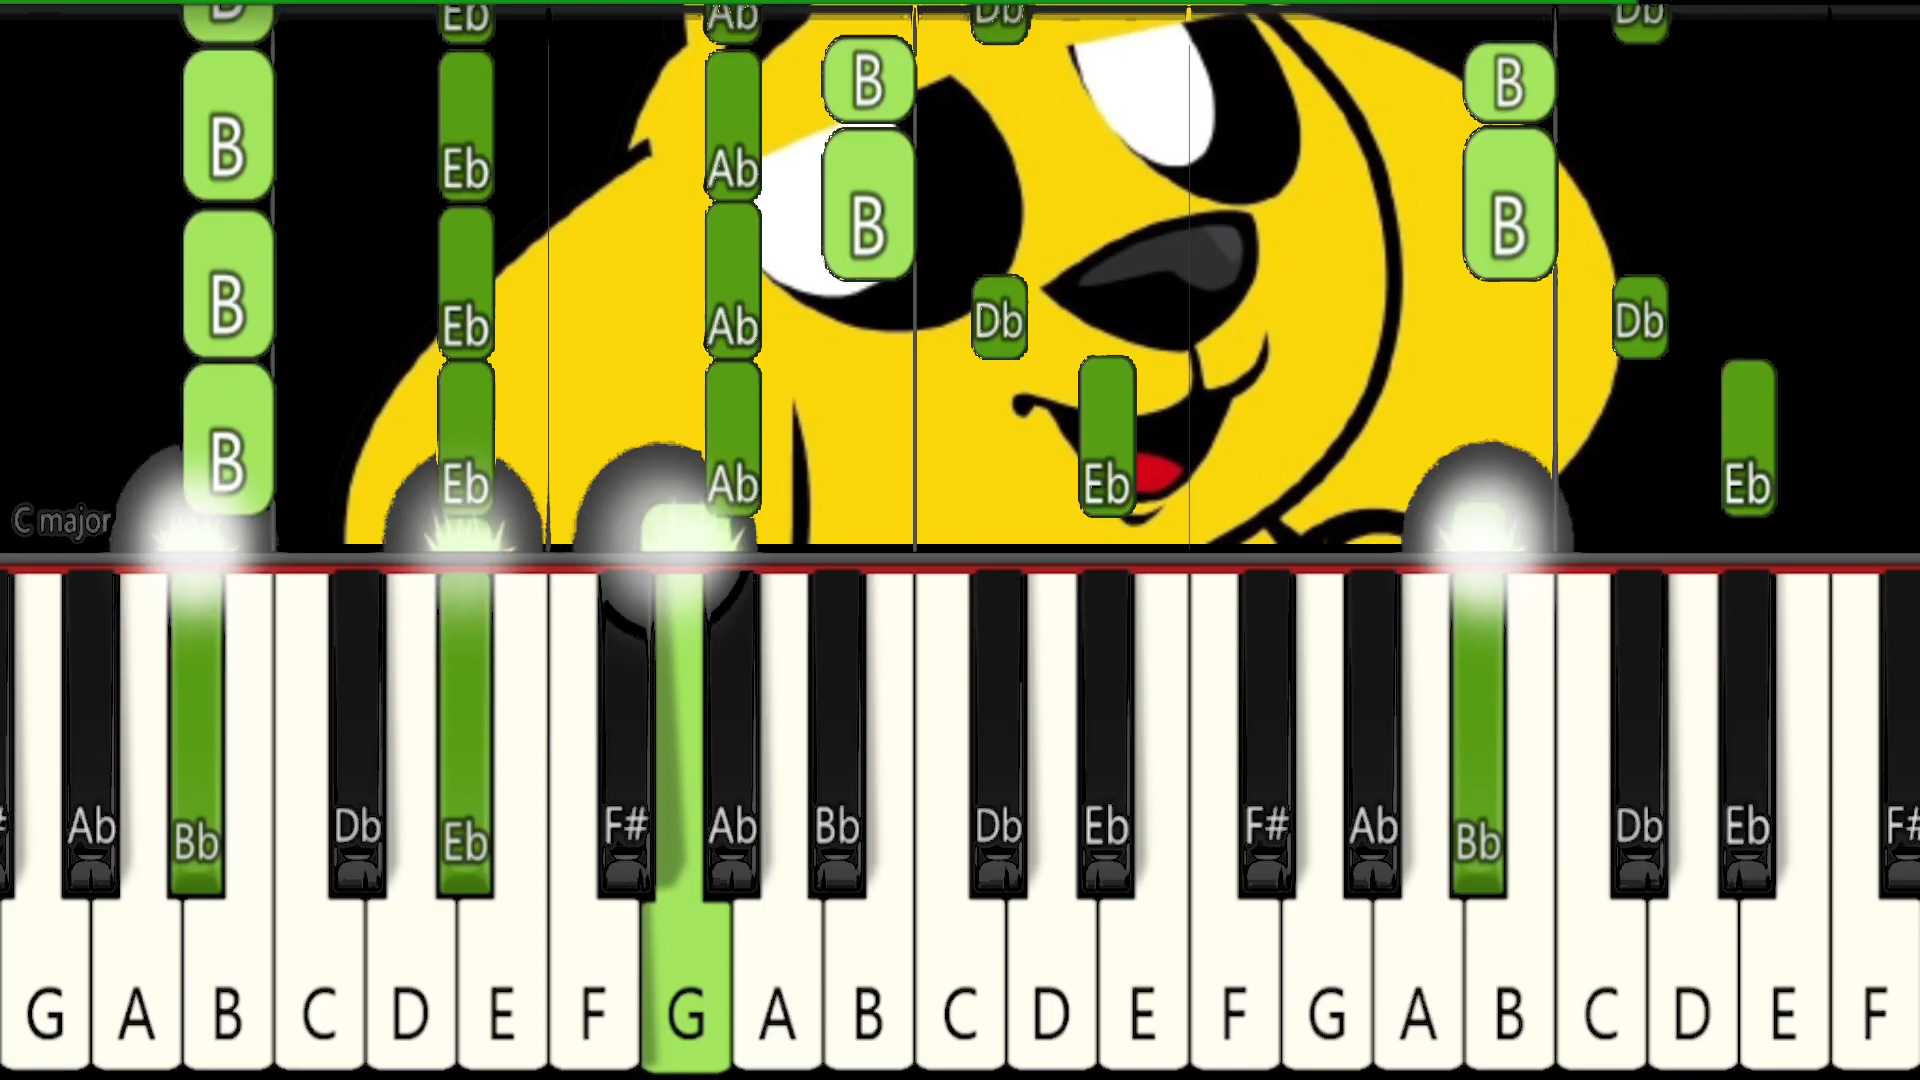 B Eb Ab Db Db
B B
B Eb Ab
B B
B Eb Ab Db Db
B Eb Ab Eb Eb
C major
Ab Bb Db Eb F# Ab Bb Db Eb F# Ab Bb Db Eb F#
G A B C D E F G A B C D E F G A B C D E F